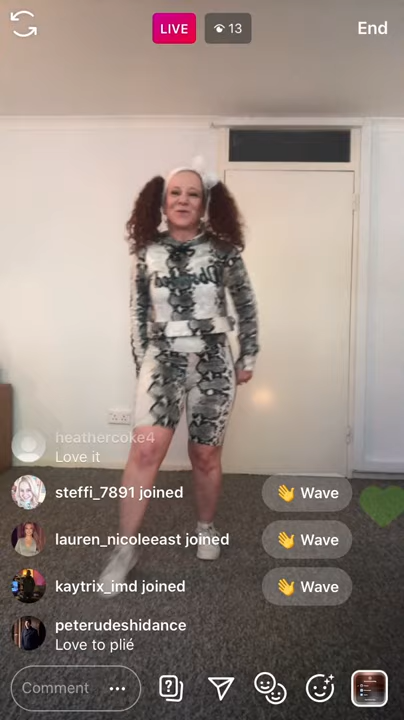 LIVE
13
End
heathercoke4
Love it
steffi_7891 joined
👋 Wave
lauren_nicoleeast joined
👋 Wave
kaytrix_imd joined
👋 Wave
peterudeshidance
Love to plié
Comment